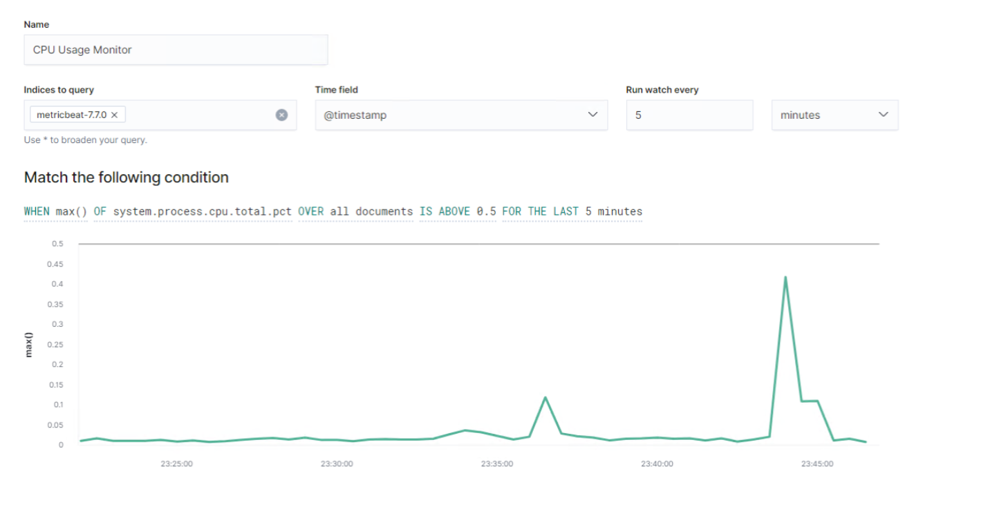 Name
CPU Usage Monitor
Indices to query
Time field
Run watch every
metricbeat-7.7.0 ×
@timestamp
5
minutes
Use * to broaden your query.
Match the following condition
WHEN max() OF system.process.cpu.total.pct OVER all documents IS ABOVE 0.5 FOR THE LAST 5 minutes
0.5
0.45
0.4
0.35
0.3
0.25
0.2
0.15
0.1
0.05
0
max()
23:25:00
23:30:00
23:35:00
23:40:00
23:45:00